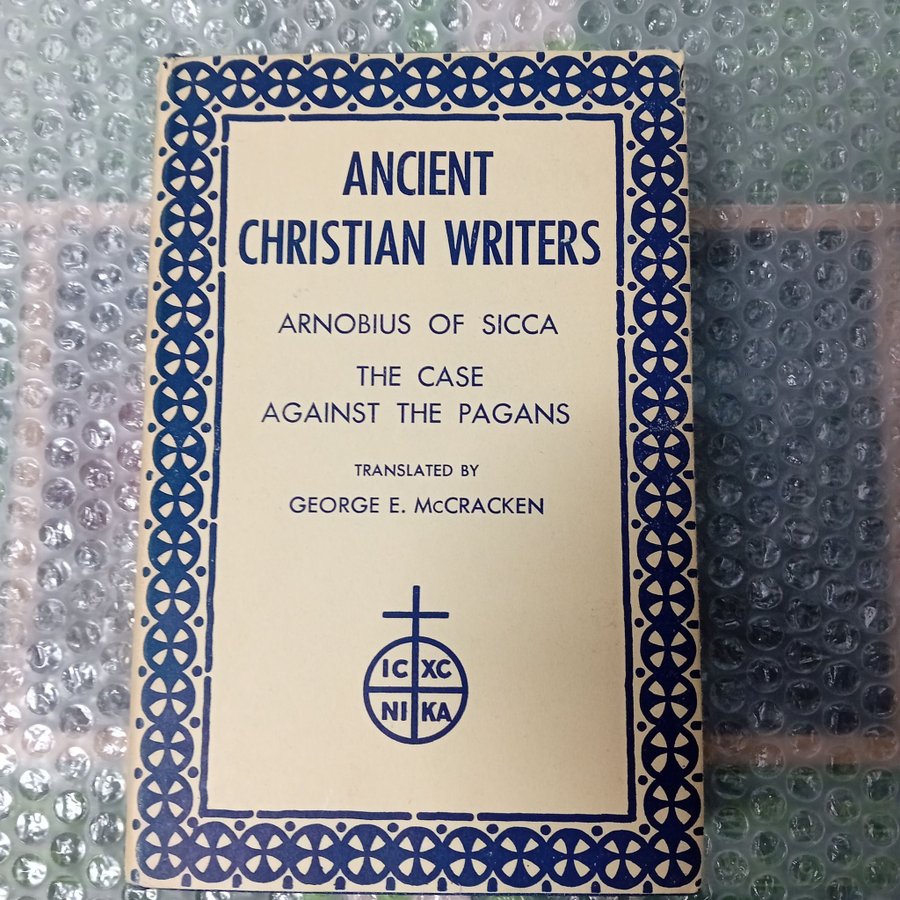 ANCIENT
CHRISTIAN WRITERS
ARNOBIUS OF SICCA
THE CASE
AGAINST THE PAGANS
TRANSLATED BY
GEORGE E. McCRACKEN
IC XC
NI KA